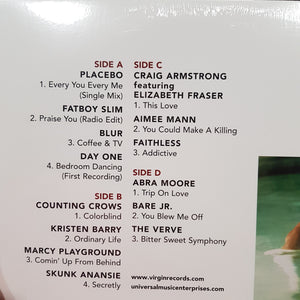 SIDE A
PLACEBO
1. Every You Every Me
(Single Mix)
FATBOY SLIM
2. Praise You (Radio Edit)
BLUR
3. Coffee & TV
DAY ONE
4. Bedroom Dancing
(First Recording)
SIDE B
COUNTING CROWS
1. Colorblind
KRISTEN BARRY
2. Ordinary Life
MARCY PLAYGROUND
3. Comin' Up From Behind
SKUNK ANANSIE
4. Secretly
SIDE C
CRAIG ARMSTRONG
featuring
ELIZABETH FRASER
1. This Love
AIMEE MANN
2. You Could Make A Killing
FAITHLESS
3. Addictive
SIDE D
ABRA MOORE
1. Trip On Love
BARE JR.
2. You Blew Me Off
THE VERVE
3. Bitter Sweet Symphony
www.virginrecords.com
universalmusicenterprises.com